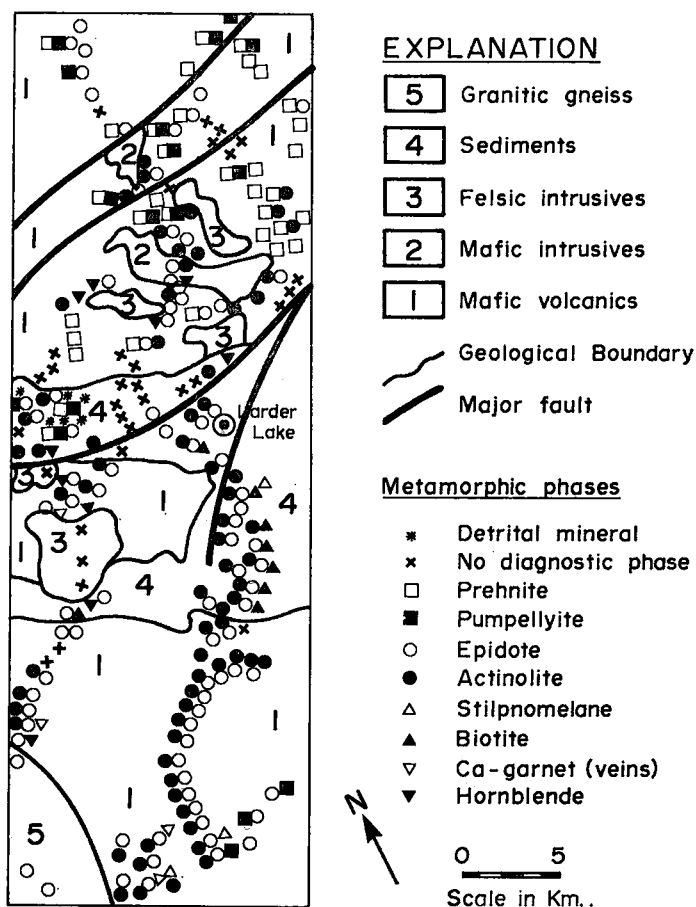 EXPLANATION
5 Granitic gneiss
4 Sediments
3 Felsic intrusives
2 Mafic intrusives
1 Mafic volcanics
Geological Boundary
Major fault
Metamorphic phases
Detrital mineral
No diagnostic phase
Prehnite
Pumpellyite
Epidote
Actinolite
Stilpnomelane
Biotite
Ca-garnet (veins)
Hornblende
N
0 5
Scale in Km..
1
1
1
2
1
3
2
1
3
1
3
4
Larder
Lake
3
1
4
3
1
4
1
1
1
5